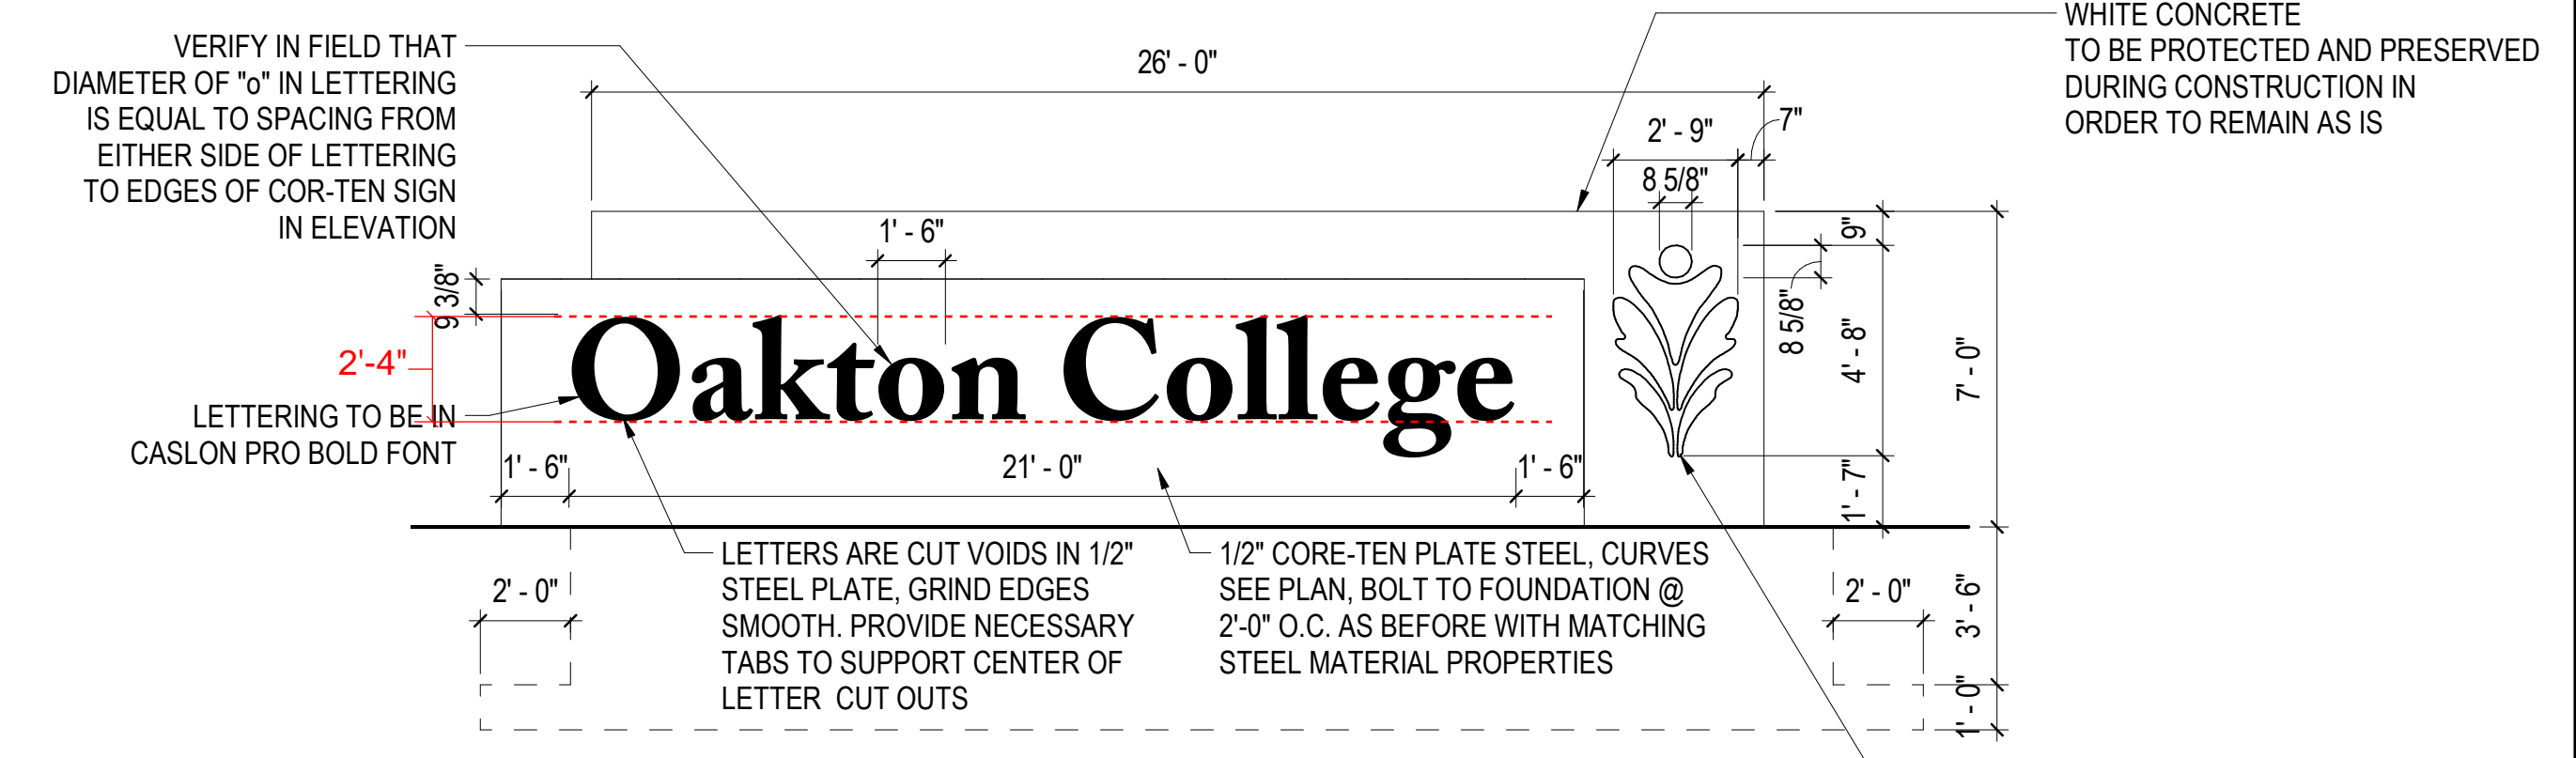 VERIFY IN FIELD THAT
DIAMETER OF "o" IN LETTERING
IS EQUAL TO SPACING FROM
EITHER SIDE OF LETTERING
TO EDGES OF COR-TEN SIGN
IN ELEVATION
26' - 0"
WHITE CONCRETE
TO BE PROTECTED AND PRESERVED
DURING CONSTRUCTION IN
ORDER TO REMAIN AS IS
2' - 9"
7"
8 5/8"
1' - 6"
9"
9 3/8"
8 5/8"
4' - 8"
7' - 0"
2'-4"
Oakton College
LETTERING TO BE IN
CASLON PRO BOLD FONT
1' - 6"
21' - 0"
1' - 6"
1' - 7"
LETTERS ARE CUT VOIDS IN 1/2"
STEEL PLATE, GRIND EDGES
SMOOTH. PROVIDE NECESSARY
TABS TO SUPPORT CENTER OF
LETTER CUT OUTS
1/2" CORE-TEN PLATE STEEL, CURVES
SEE PLAN, BOLT TO FOUNDATION @
2'-0" O.C. AS BEFORE WITH MATCHING
STEEL MATERIAL PROPERTIES
2' - 0"
2' - 0"
3' - 6"
1' - 0"